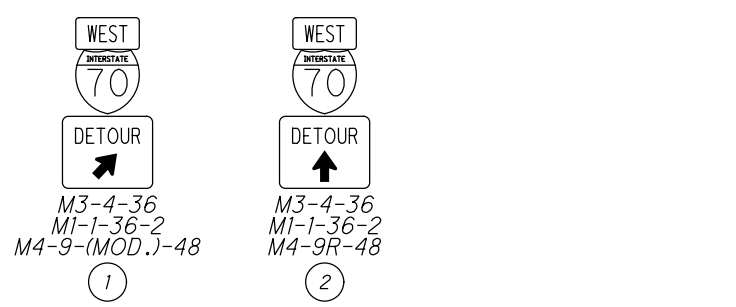 WEST
INTERSTATE
70
DETOUR
M3-4-36
M1-1-36-2
M4-9-(MOD.)-48
1
WEST
INTERSTATE
70
DETOUR
M3-4-36
M1-1-36-2
M4-9R-48
2